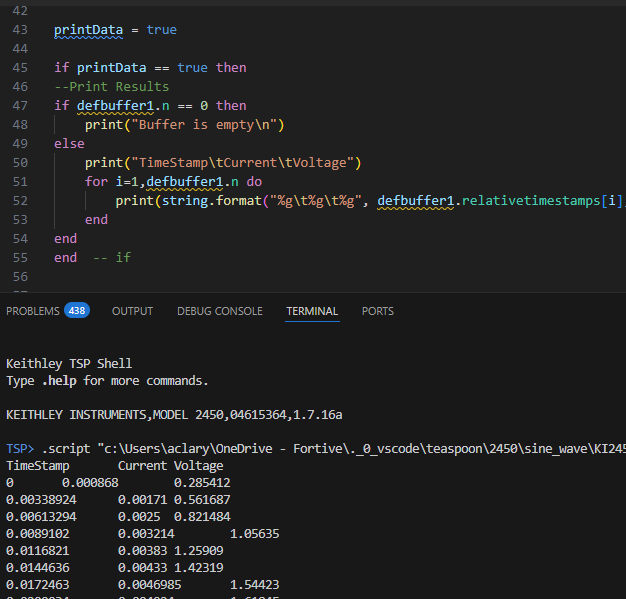 42
43 printData = true
44
45 if printData == true then
46 --Print Results
47 if defbuffer1.n == 0 then
48 print("Buffer is empty\n")
49 else
50 print("TimeStamp\tCurrent\tVoltage")
51 for i=1,defbuffer1.n do
52 print(string.format("%g\t%g\t%g", defbuffer1.relativetimestamps[i],
53 end
54 end
55 end -- if
56
PROBLEMS 438 OUTPUT DEBUG CONSOLE TERMINAL PORTS
Keithley TSP Shell
Type .help for more commands.
KEITHLEY INSTRUMENTS,MODEL 2450,04615364,1.7.16a
TSP> .script "c:\Users\aclary\OneDrive - Fortive\._0_vscode\teaspoon\2450\sine_wave\KI245
TimeStamp Current Voltage
0 0.000868 0.285412
0.00338924 0.00171 0.561687
0.00613294 0.0025 0.821484
0.0089102 0.003214 1.05635
0.0116821 0.00383 1.25909
0.0144636 0.00433 1.42319
0.0172463 0.0046985 1.54423